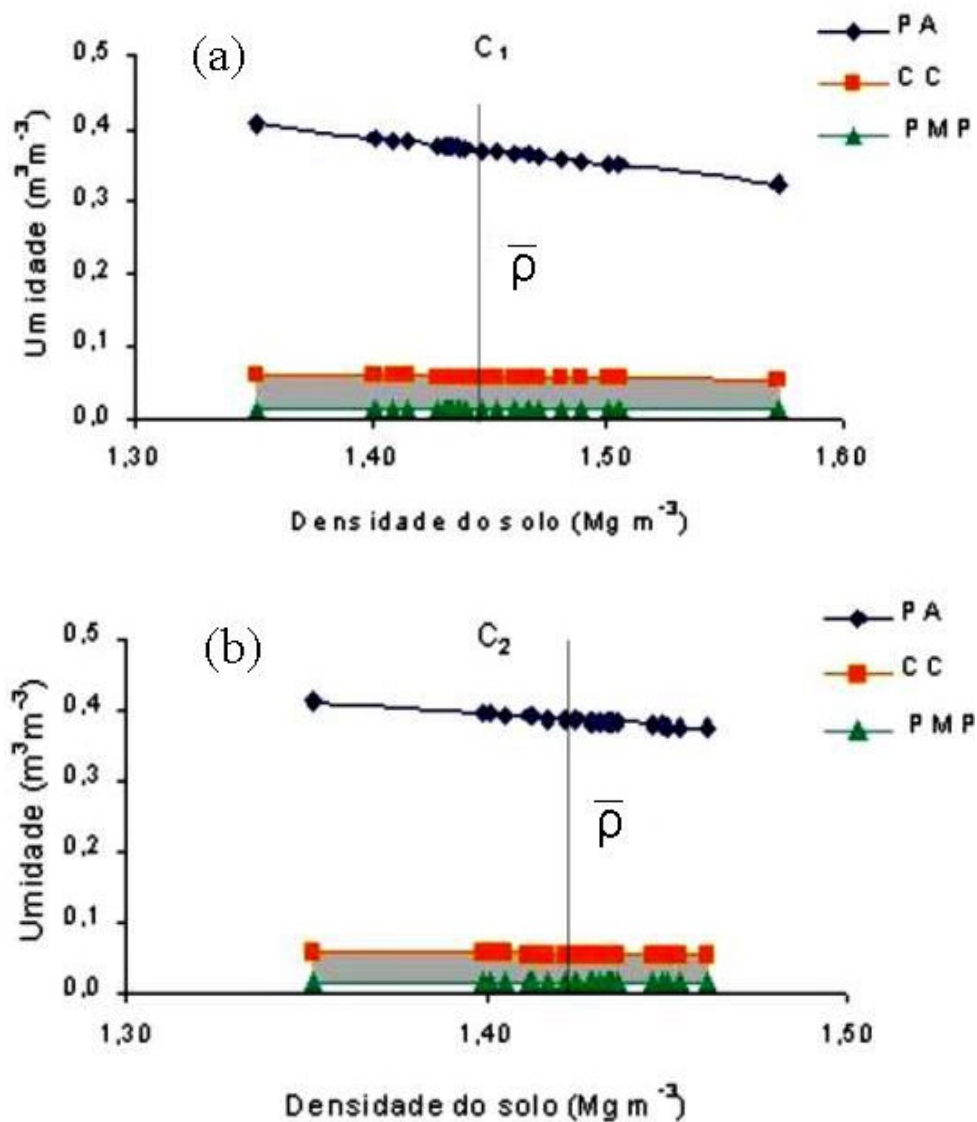 (a)
C₁
PA
CC
PMP
0,5
0,4
0,3
0,2
0,1
0,0
Umidade (m³m⁻³)
ρ̅
1,30 1,40 1,50 1,60
Densidade do solo (Mg m⁻³)
(b)
C₂
PA
CC
PMP
0,5
0,4
0,3
0,2
0,1
0,0
Umidade (m³m⁻³)
ρ̅
1,30 1,40 1,50
Densidade do solo (Mg m⁻³)